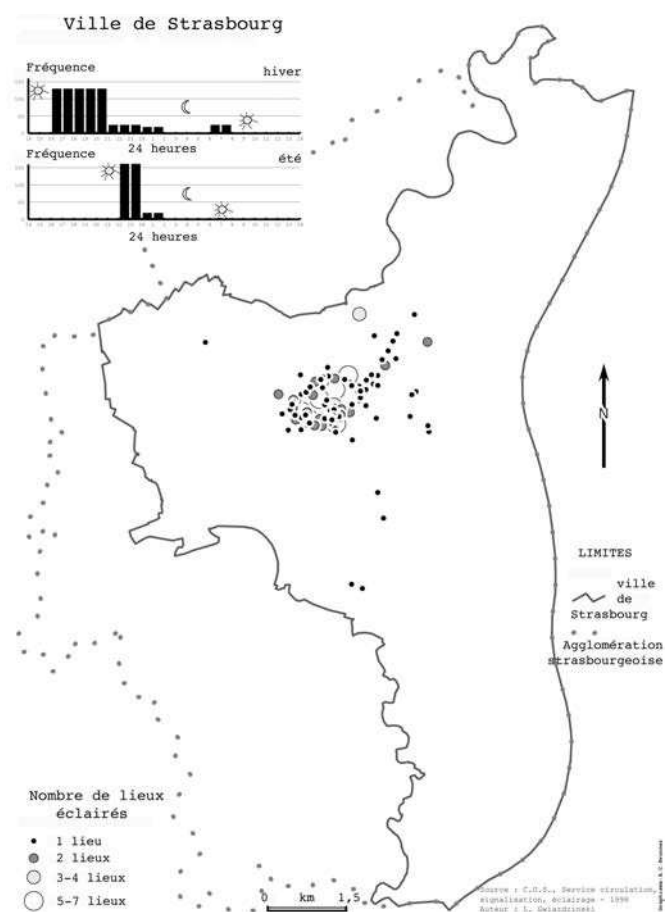 Ville de Strasbourg
Fréquence
hiver
24 heures
Fréquence
été
24 heures
N
LIMITES
ville
de
Strasbourg
Agglomération
strasbourgeoise
Nombre de lieux
éclairés
1 lieu
2 lieux
3-4 lieux
5-7 lieux
0 km 1,5
Source : C.U.S., Service circulation,
signalisation, éclairage - 1998
Auteur : L. Gwiazdzinski